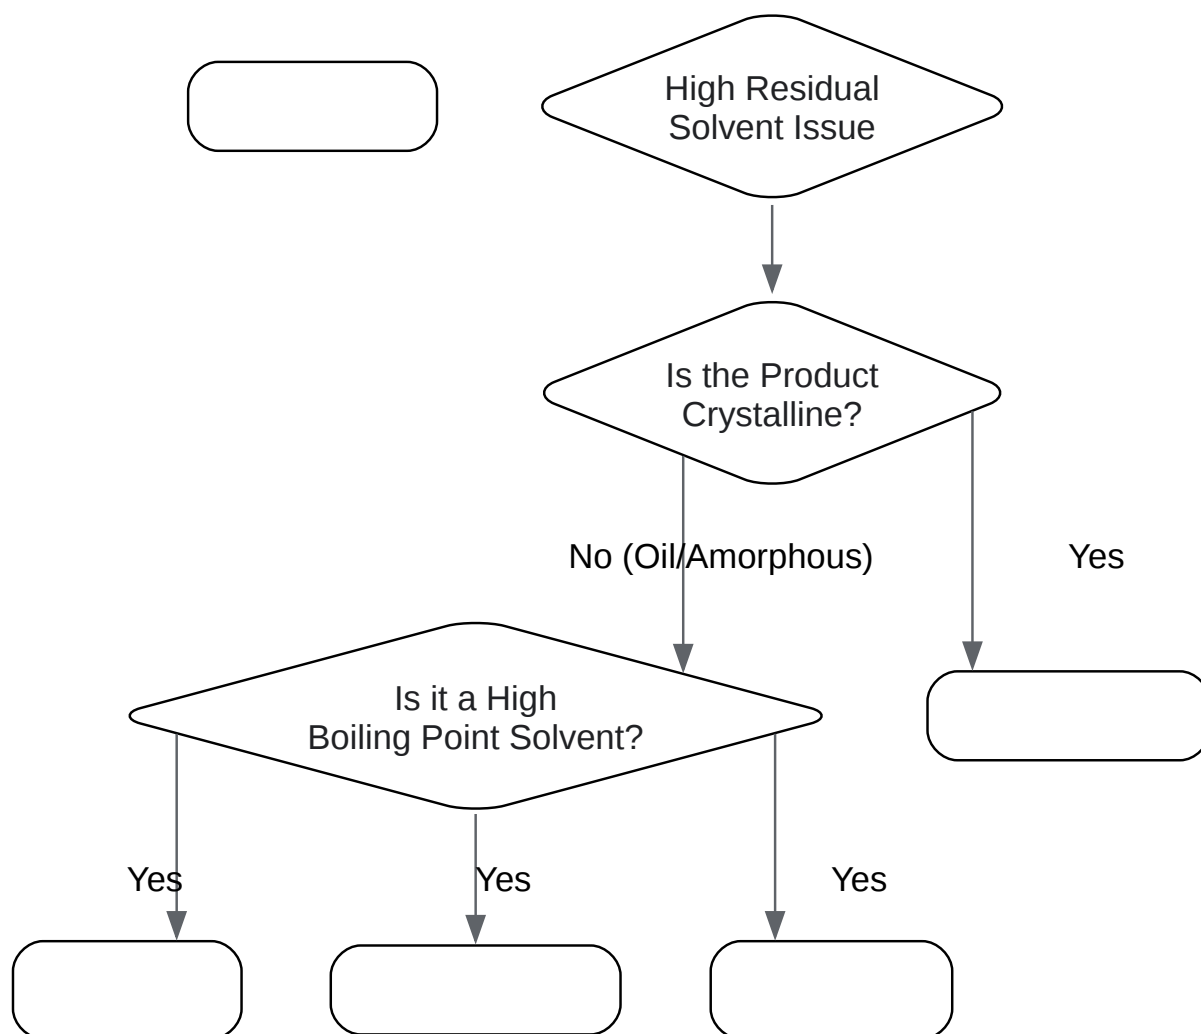 High Residual
Solvent Issue
Is the Product
Crystalline?
No (Oil/Amorphous)
Yes
Is it a High
Boiling Point Solvent?
Yes
Yes
Yes